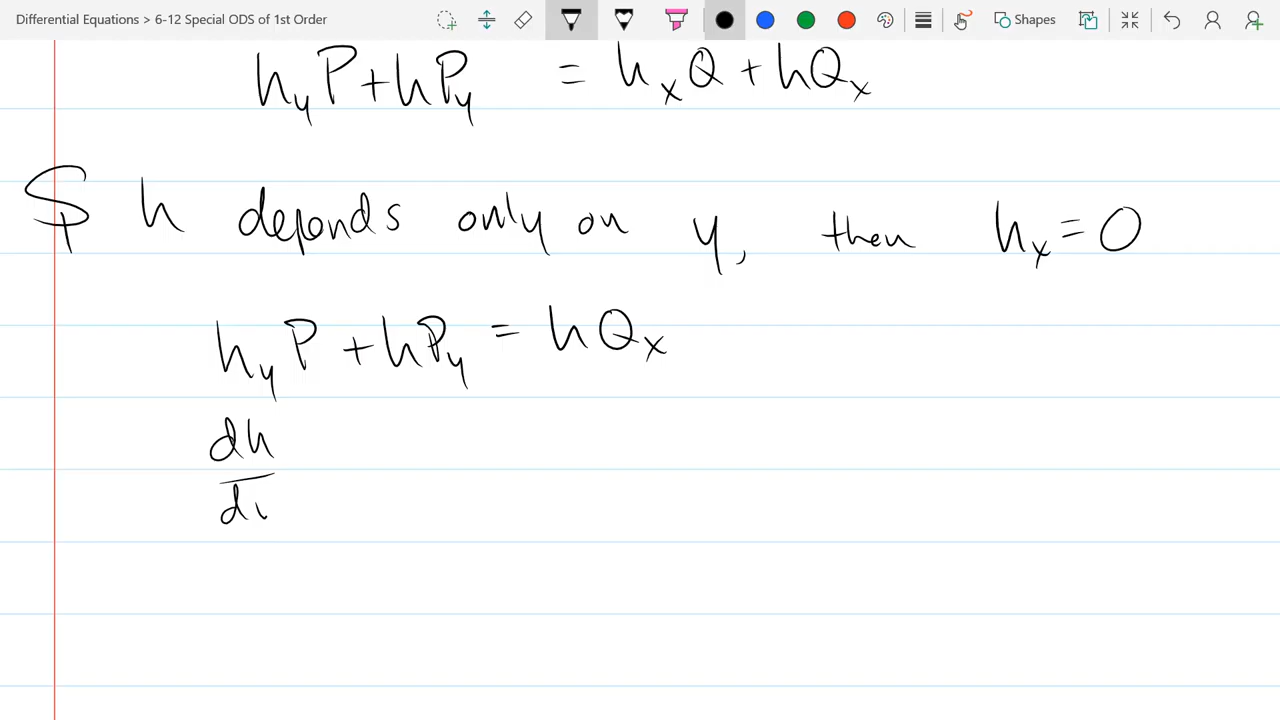 Differential Equations > 6-12 Special ODS of 1st Order
Shapes
h_y P + h P_y = h_x Q + h Q_x
h depends only on y, then h_x = 0
h_y P + h P_y = h Q_x
dh
d